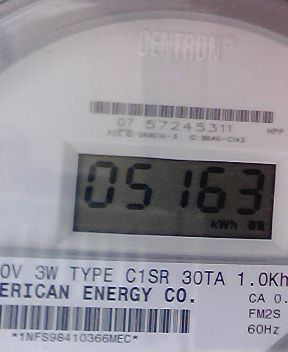 CENTRON®
07 57245311
HPP
05163
kWh
0V 3W TYPE C1SR 30TA 1.0Kh
ERICAN ENERGY CO.
CA 0.
*1NFS98410366MEC*
FM2S
60Hz